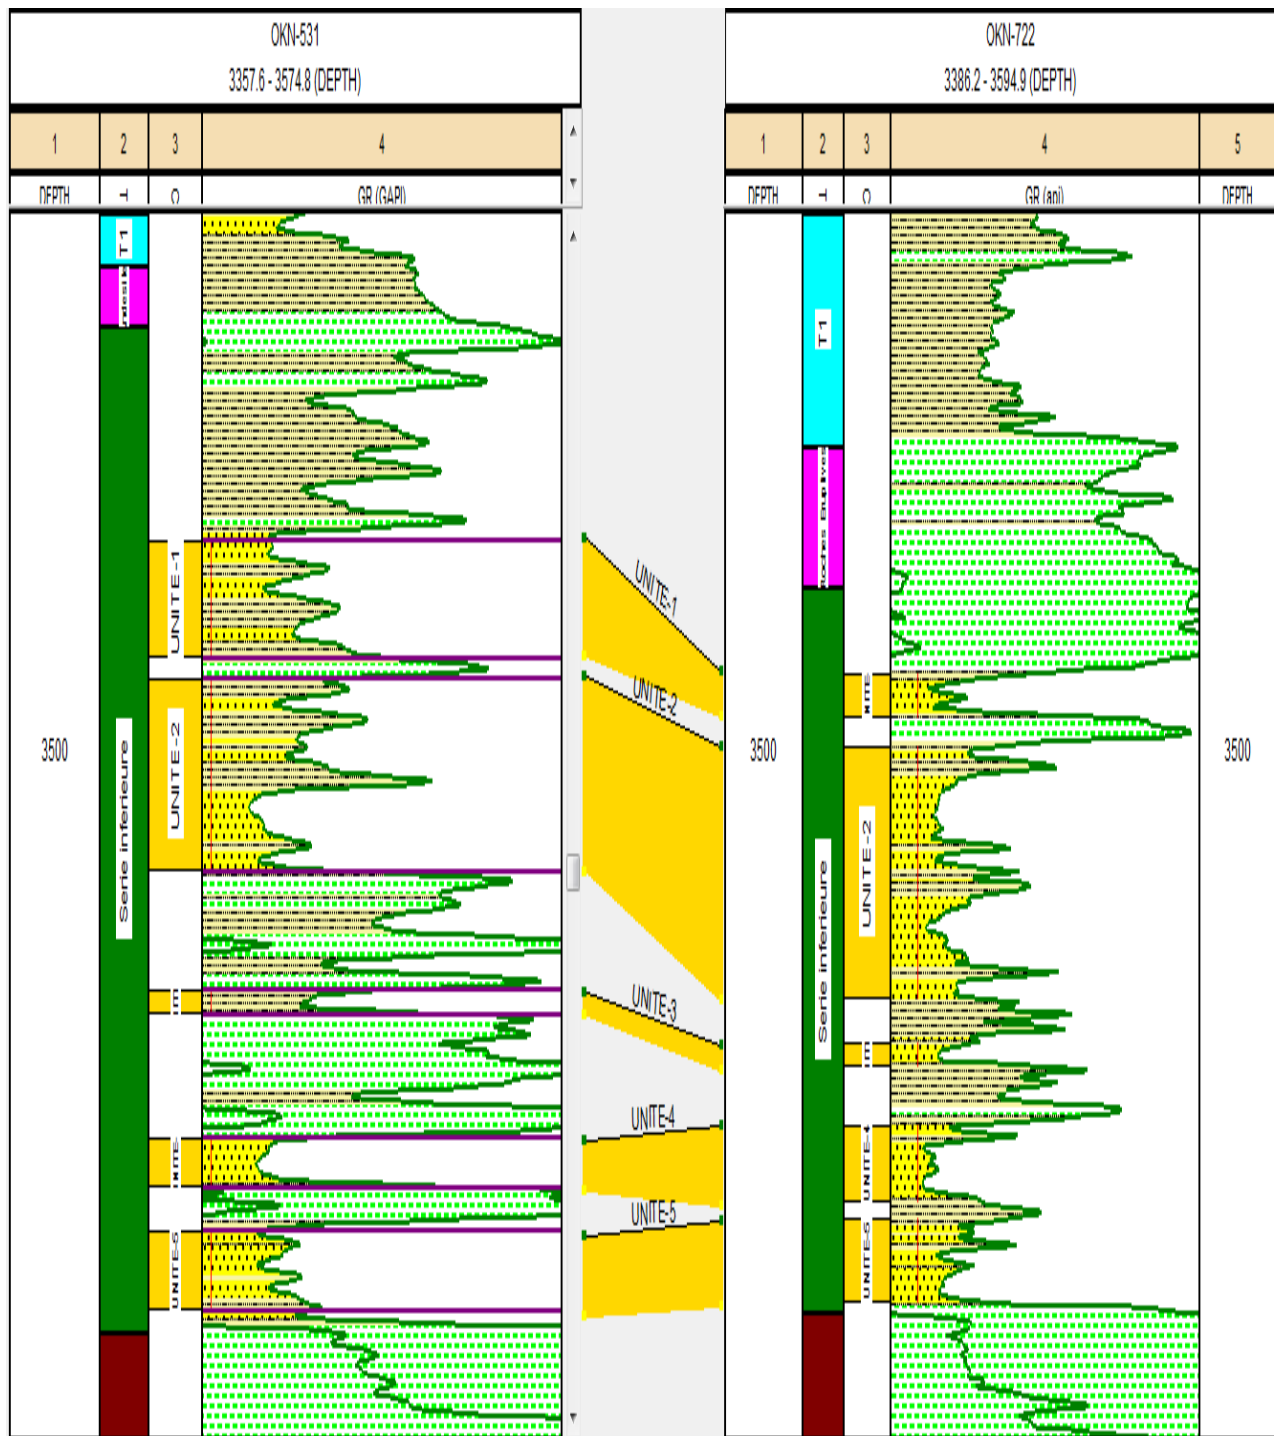 OKN-531
3357.6 - 3574.8 (DEPTH)
1 2 3 4
DEPTH GR (GAPI)
T1
Serie inferieure
UNITE-1
UNITE-2
UNITE-5
3500
UNITE-1
UNITE-2
UNITE-3
UNITE-4
UNITE-5
OKN-722
3386.2 - 3594.9 (DEPTH)
1 2 3 4 5
DEPTH GR (api) DEPTH
T1
Serie inferieure
UNITE-2
UNITE-4
UNITE-5
3500
3500